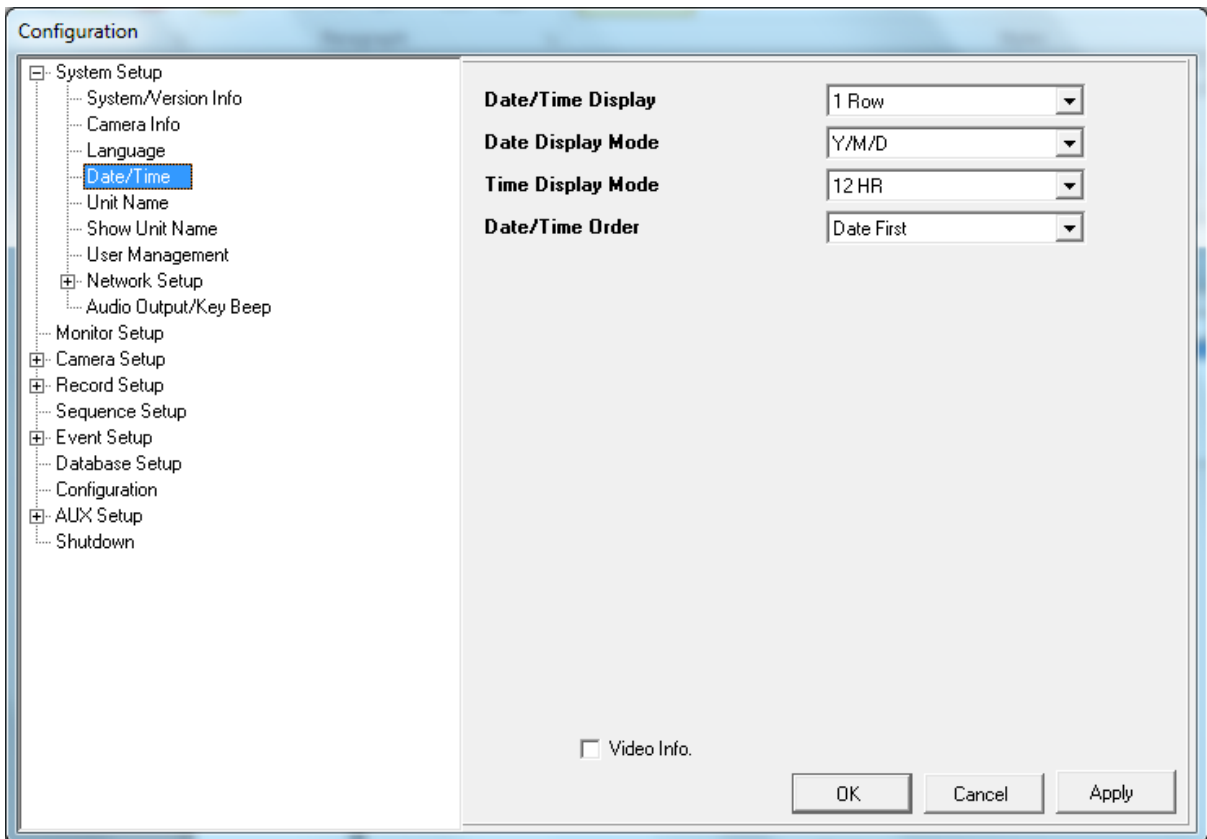 Configuration
System Setup
System/Version Info
Camera Info
Language
Date/Time
Unit Name
Show Unit Name
User Management
Network Setup
Audio Output/Key Beep
Monitor Setup
Camera Setup
Record Setup
Sequence Setup
Event Setup
Database Setup
Configuration
AUX Setup
Shutdown
Date/Time Display 1 Row
Date Display Mode Y/M/D
Time Display Mode 12 HR
Date/Time Order Date First
Video Info.
OK Cancel Apply